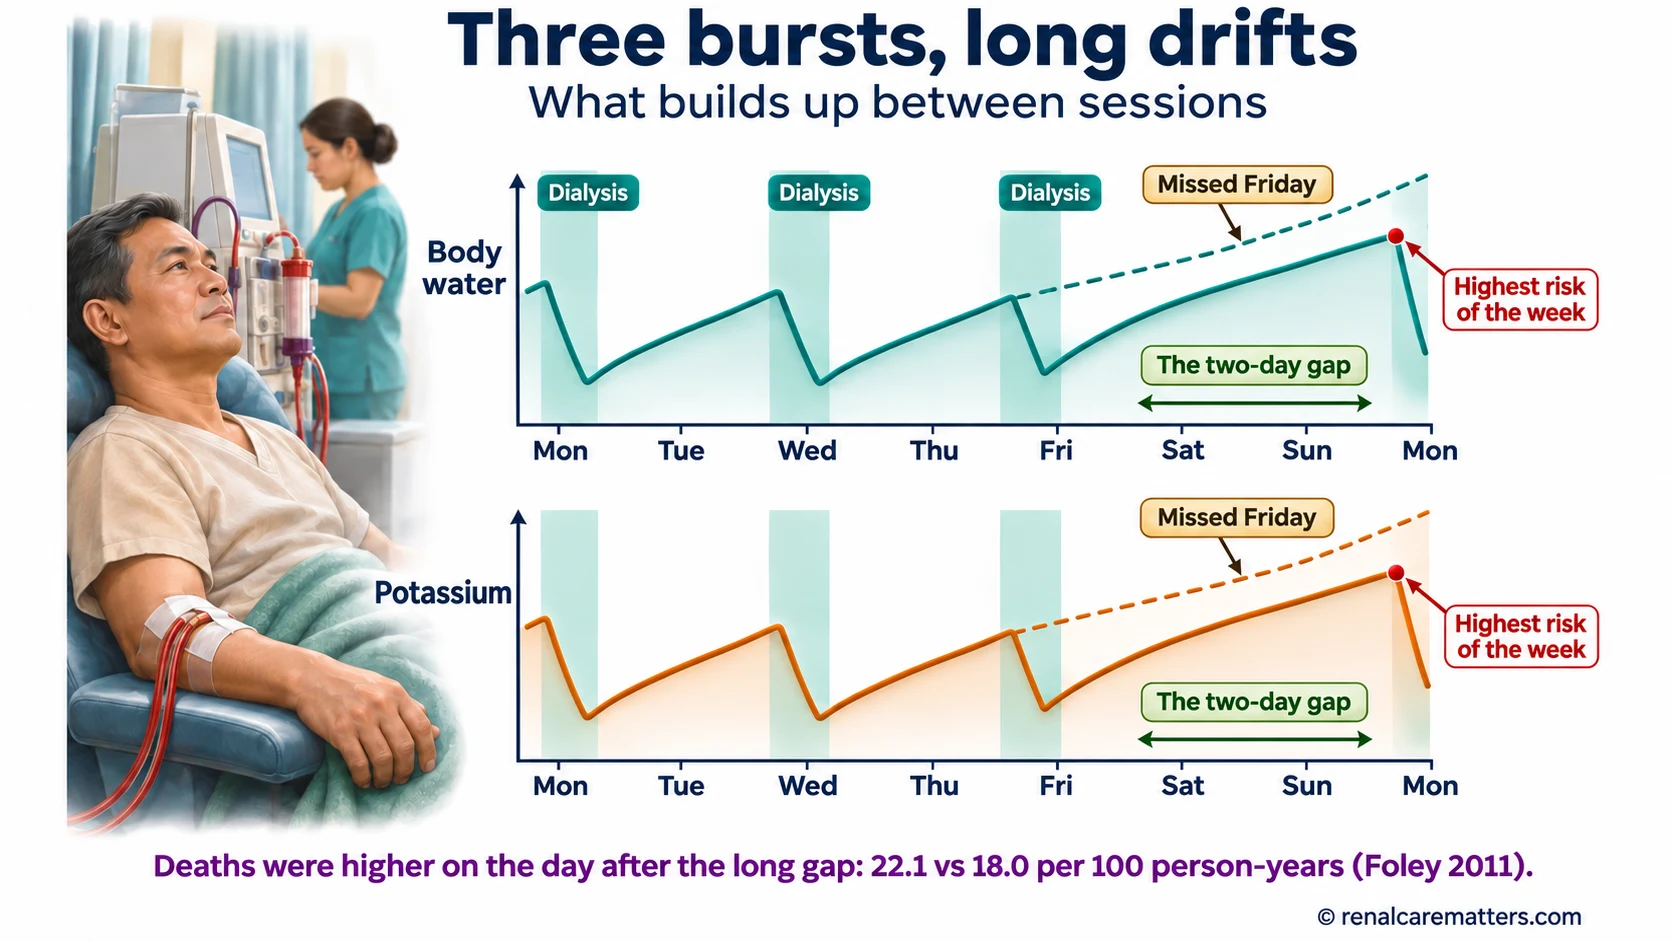 Three bursts, long drifts
What builds up between sessions
Dialysis
Dialysis
Dialysis
Missed Friday
Body
water
Highest risk
of the week
The two-day gap
Mon
Tue
Wed
Thu
Fri
Sat
Sun
Mon
Missed Friday
Potassium
Highest risk
of the week
The two-day gap
Mon
Tue
Wed
Thu
Fri
Sat
Sun
Mon
Deaths were higher on the day after the long gap: 22.1 vs 18.0 per 100 person-years (Foley 2011).
© renalcarematters.com